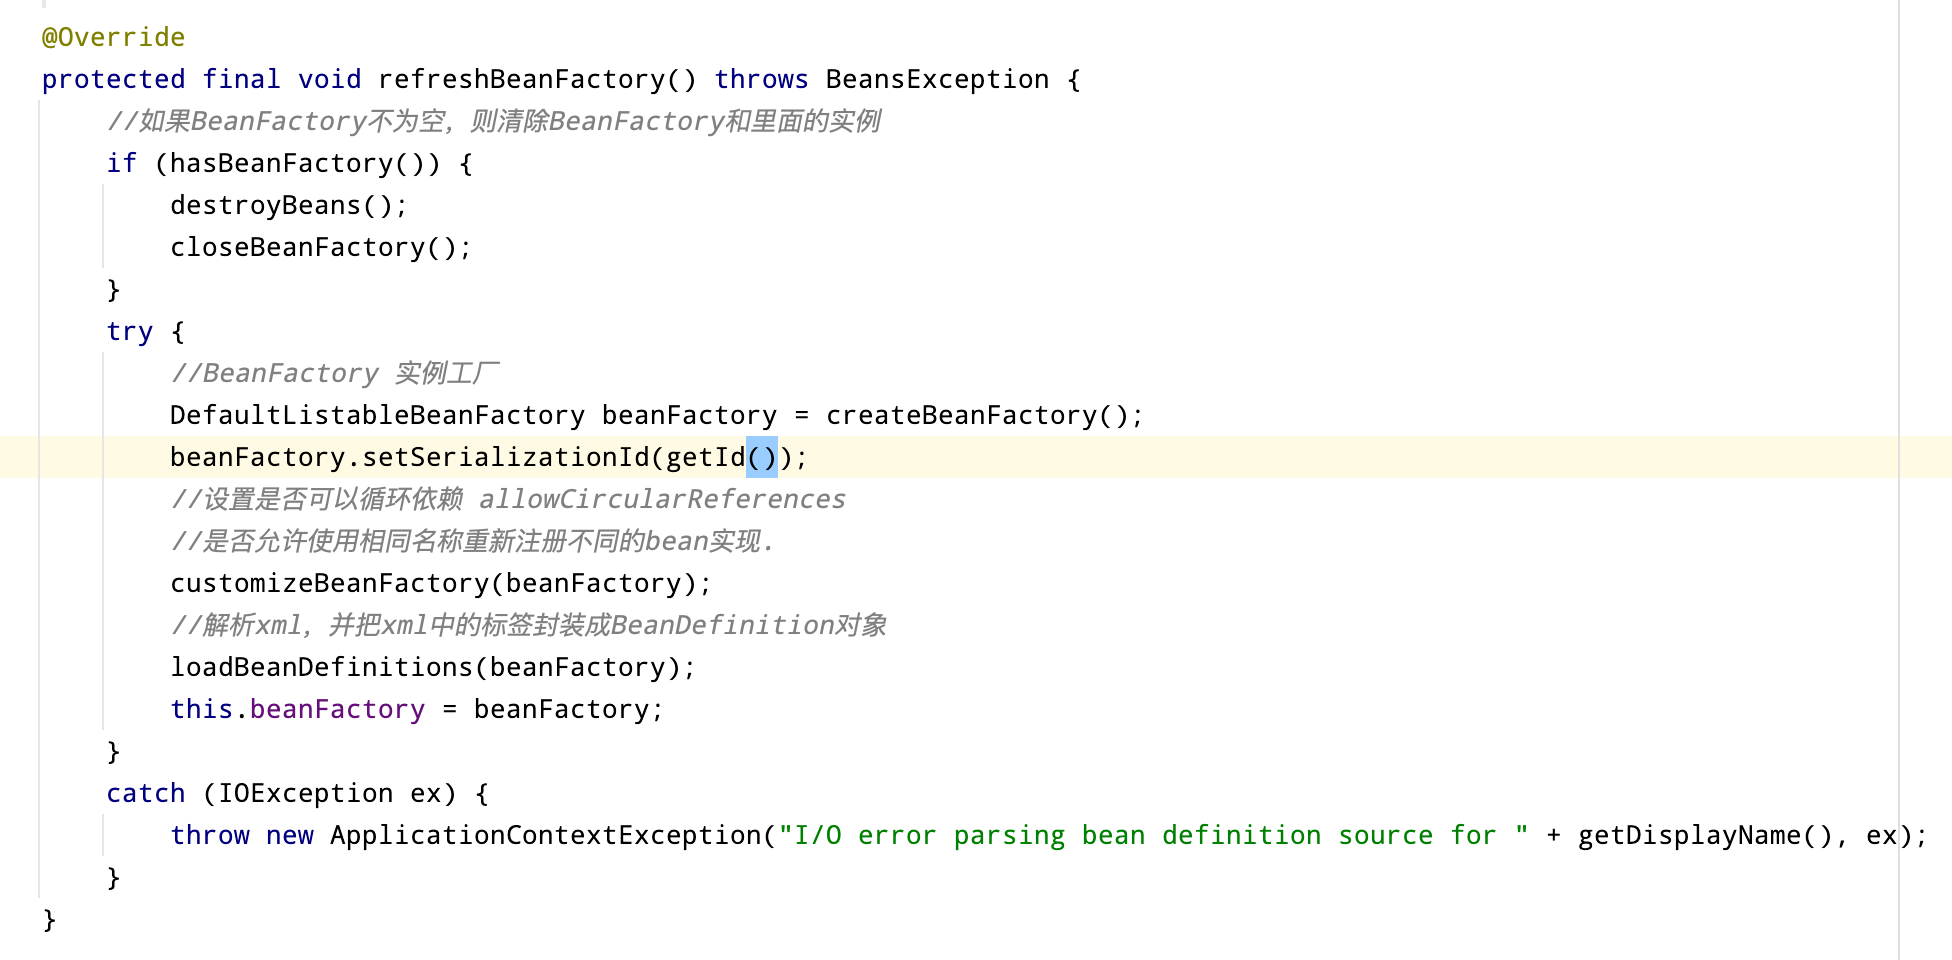 @Override
protected final void refreshBeanFactory() throws BeansException {
//如果BeanFactory不为空，则清除BeanFactory和里面的实例
if (hasBeanFactory()) {
destroyBeans();
closeBeanFactory();
}
try {
//BeanFactory 实例工厂
DefaultListableBeanFactory beanFactory = createBeanFactory();
beanFactory.setSerializationId(getId());
//设置是否可以循环依赖 allowCircularReferences
//是否允许使用相同名称重新注册不同的bean实现.
customizeBeanFactory(beanFactory);
//解析xml，并把xml中的标签封装成BeanDefinition对象
loadBeanDefinitions(beanFactory);
this.beanFactory = beanFactory;
}
catch (IOException ex) {
throw new ApplicationContextException("I/O error parsing bean definition source for " + getDisplayName(), ex);
}
}